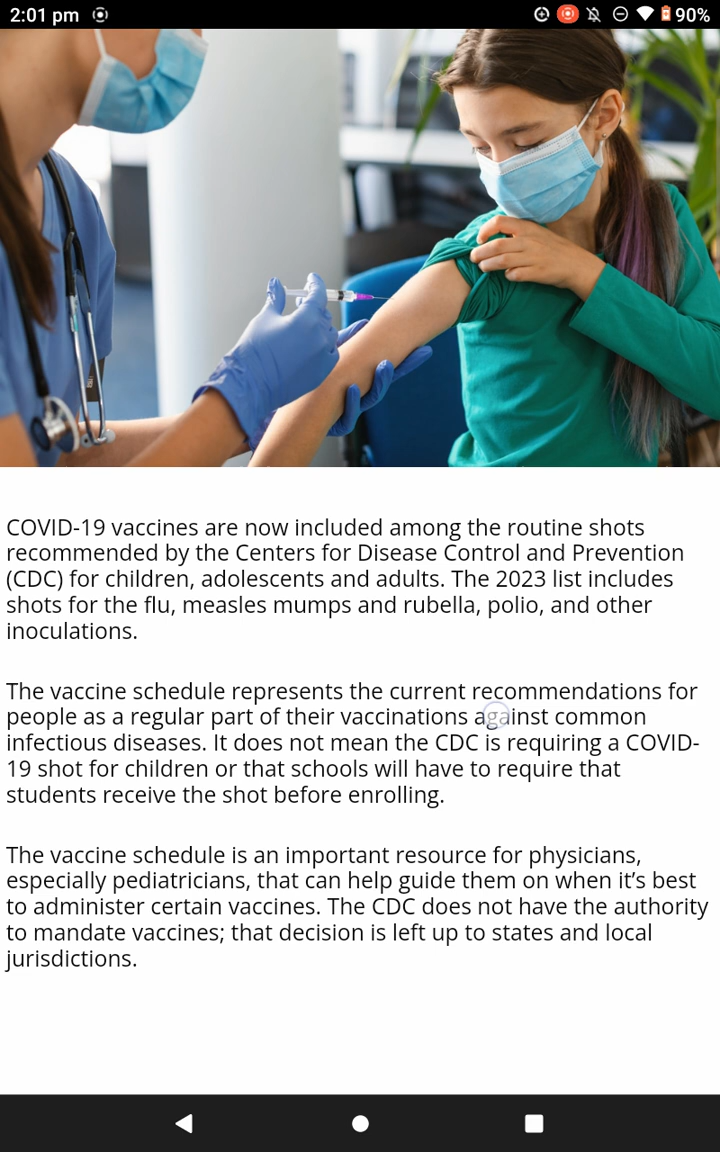 2:01 pm
90%
COVID-19 vaccines are now included among the routine shots
recommended by the Centers for Disease Control and Prevention
(CDC) for children, adolescents and adults. The 2023 list includes
shots for the flu, measles mumps and rubella, polio, and other
inoculations.
The vaccine schedule represents the current recommendations for
people as a regular part of their vaccinations against common
infectious diseases. It does not mean the CDC is requiring a COVID-
19 shot for children or that schools will have to require that
students receive the shot before enrolling.
The vaccine schedule is an important resource for physicians,
especially pediatricians, that can help guide them on when it’s best
to administer certain vaccines. The CDC does not have the authority
to mandate vaccines; that decision is left up to states and local
jurisdictions.